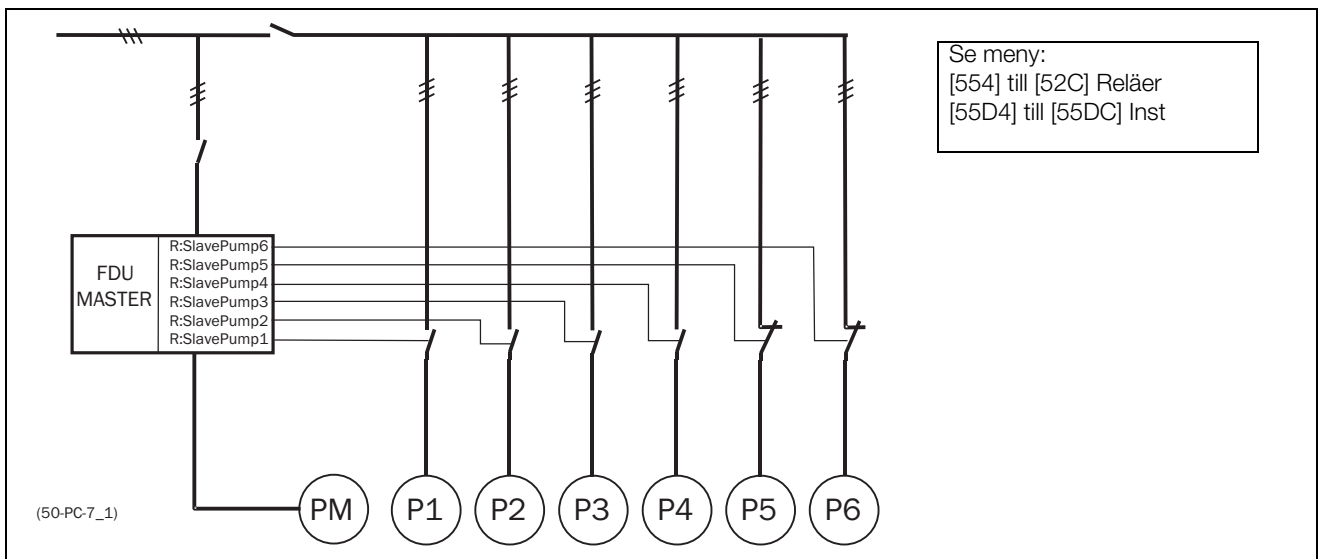 Se meny:
[554] till [52C] Reläer
[55D4] till [55DC] Inst
FDU
MASTER
R:SlavePump6
R:SlavePump5
R:SlavePump4
R:SlavePump3
R:SlavePump2
R:SlavePump1
(50-PC-7_1)
PM
P1
P2
P3
P4
P5
P6